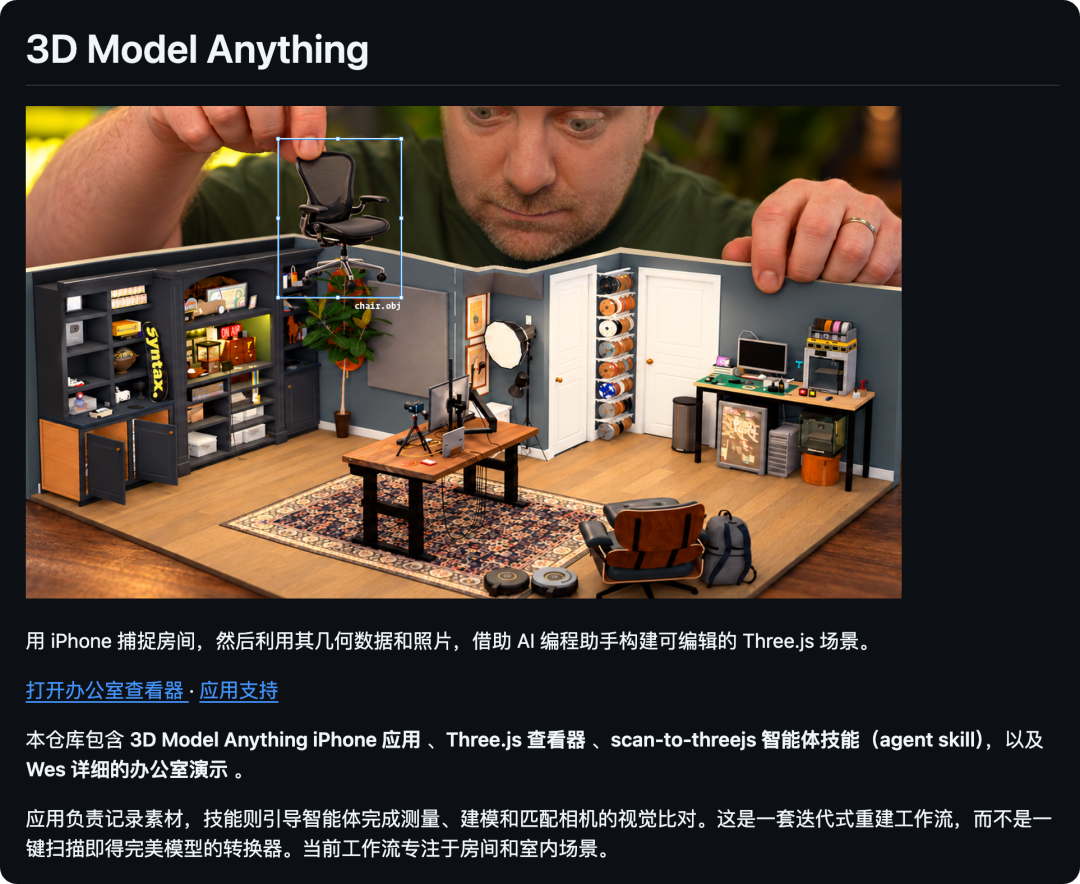 3D Model Anything
chair.obj
ON AIR
Syntax.
用 iPhone 捕捉房间，然后利用其几何数据和照片，借助 AI 编程助手构建可编辑的 Three.js 场景。
打开办公室查看器 · 应用支持
本仓库包含 3D Model Anything iPhone 应用 、Three.js 查看器 、scan-to-threejs 智能体技能（agent skill），以及
Wes 详细的办公室演示 。
应用负责记录素材，技能则引导智能体完成测量、建模和匹配相机的视觉比对。这是一套迭代式重建工作流，而不是一
键扫描即得完美模型的转换器。当前工作流专注于房间和室内场景。